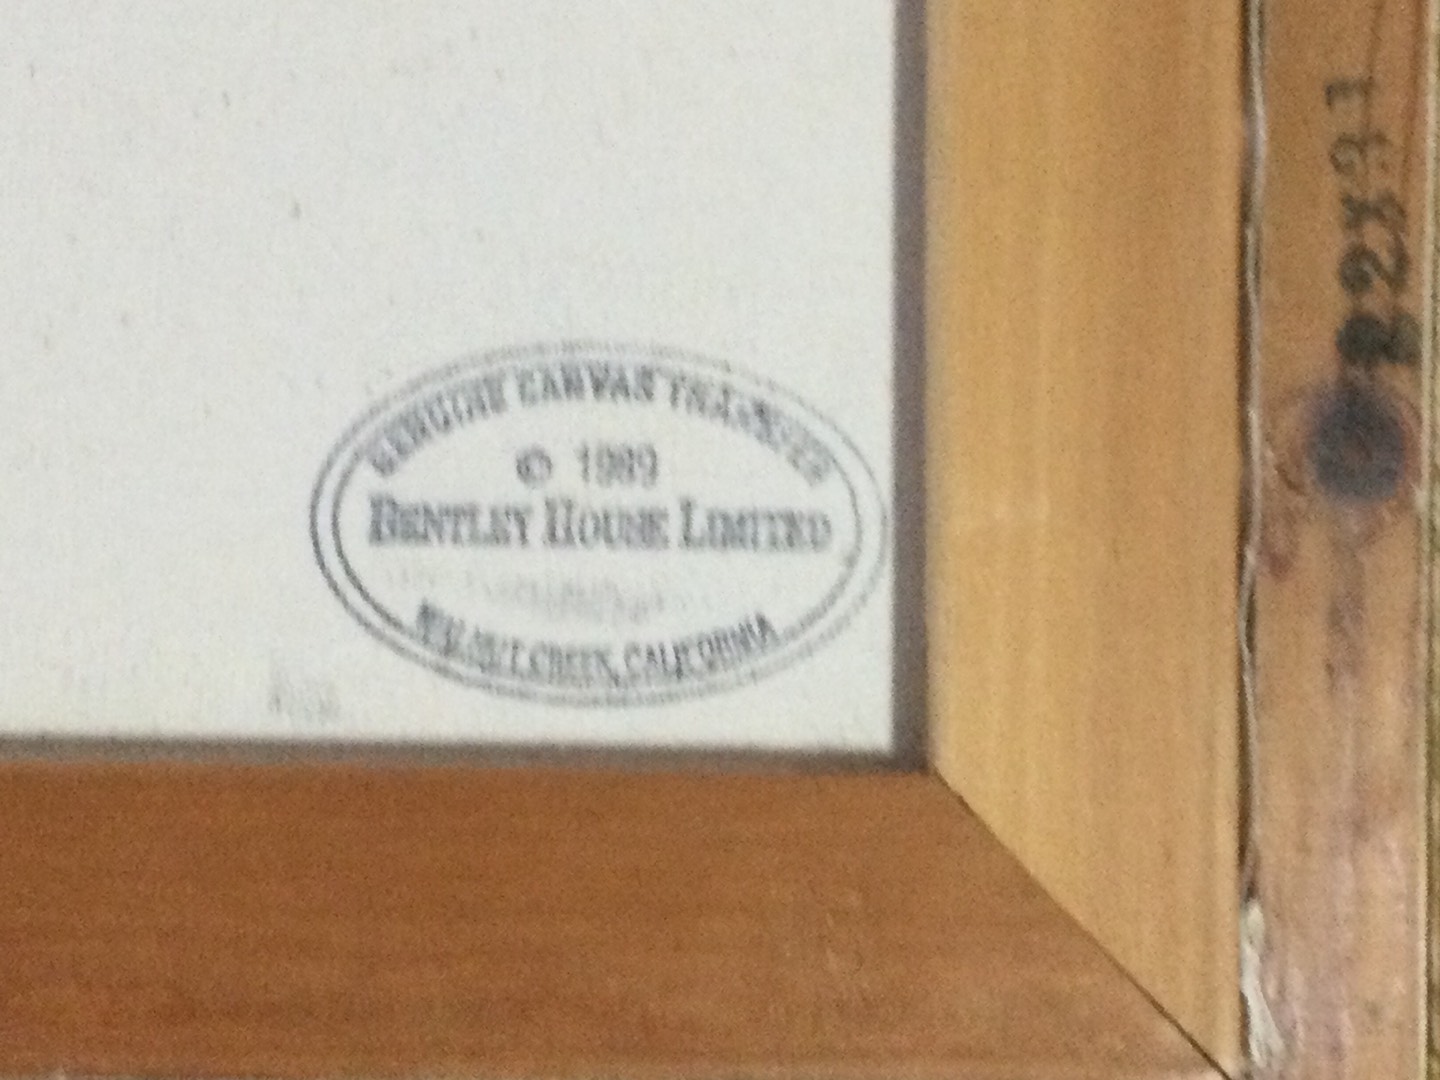 GENUINE CANVAS TRANSFER
© 1989
BENTLEY HOUSE LIMITED
WALNUT CREEK, CALIFORNIA